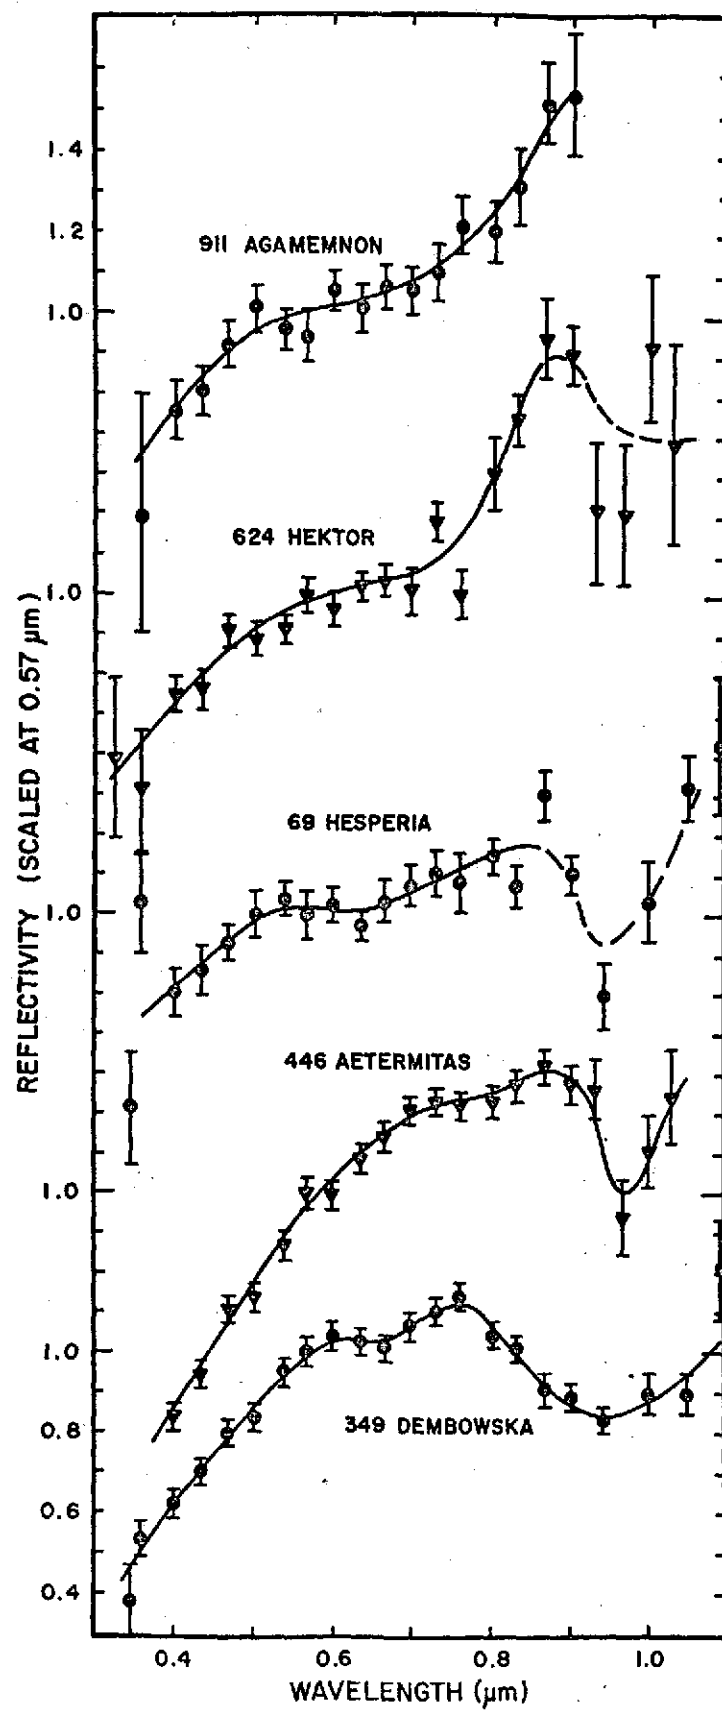 1.4
1.2
911 AGAMEMNON
1.0
624 HEKTOR
1.0
REFLECTIVITY (SCALED AT 0.57 μm)
69 HESPERIA
1.0
446 AETERMITAS
1.0
1.0
349 DEMBOWSKA
0.8
0.6
0.4
0.4 0.6 0.8 1.0
WAVELENGTH (μm)